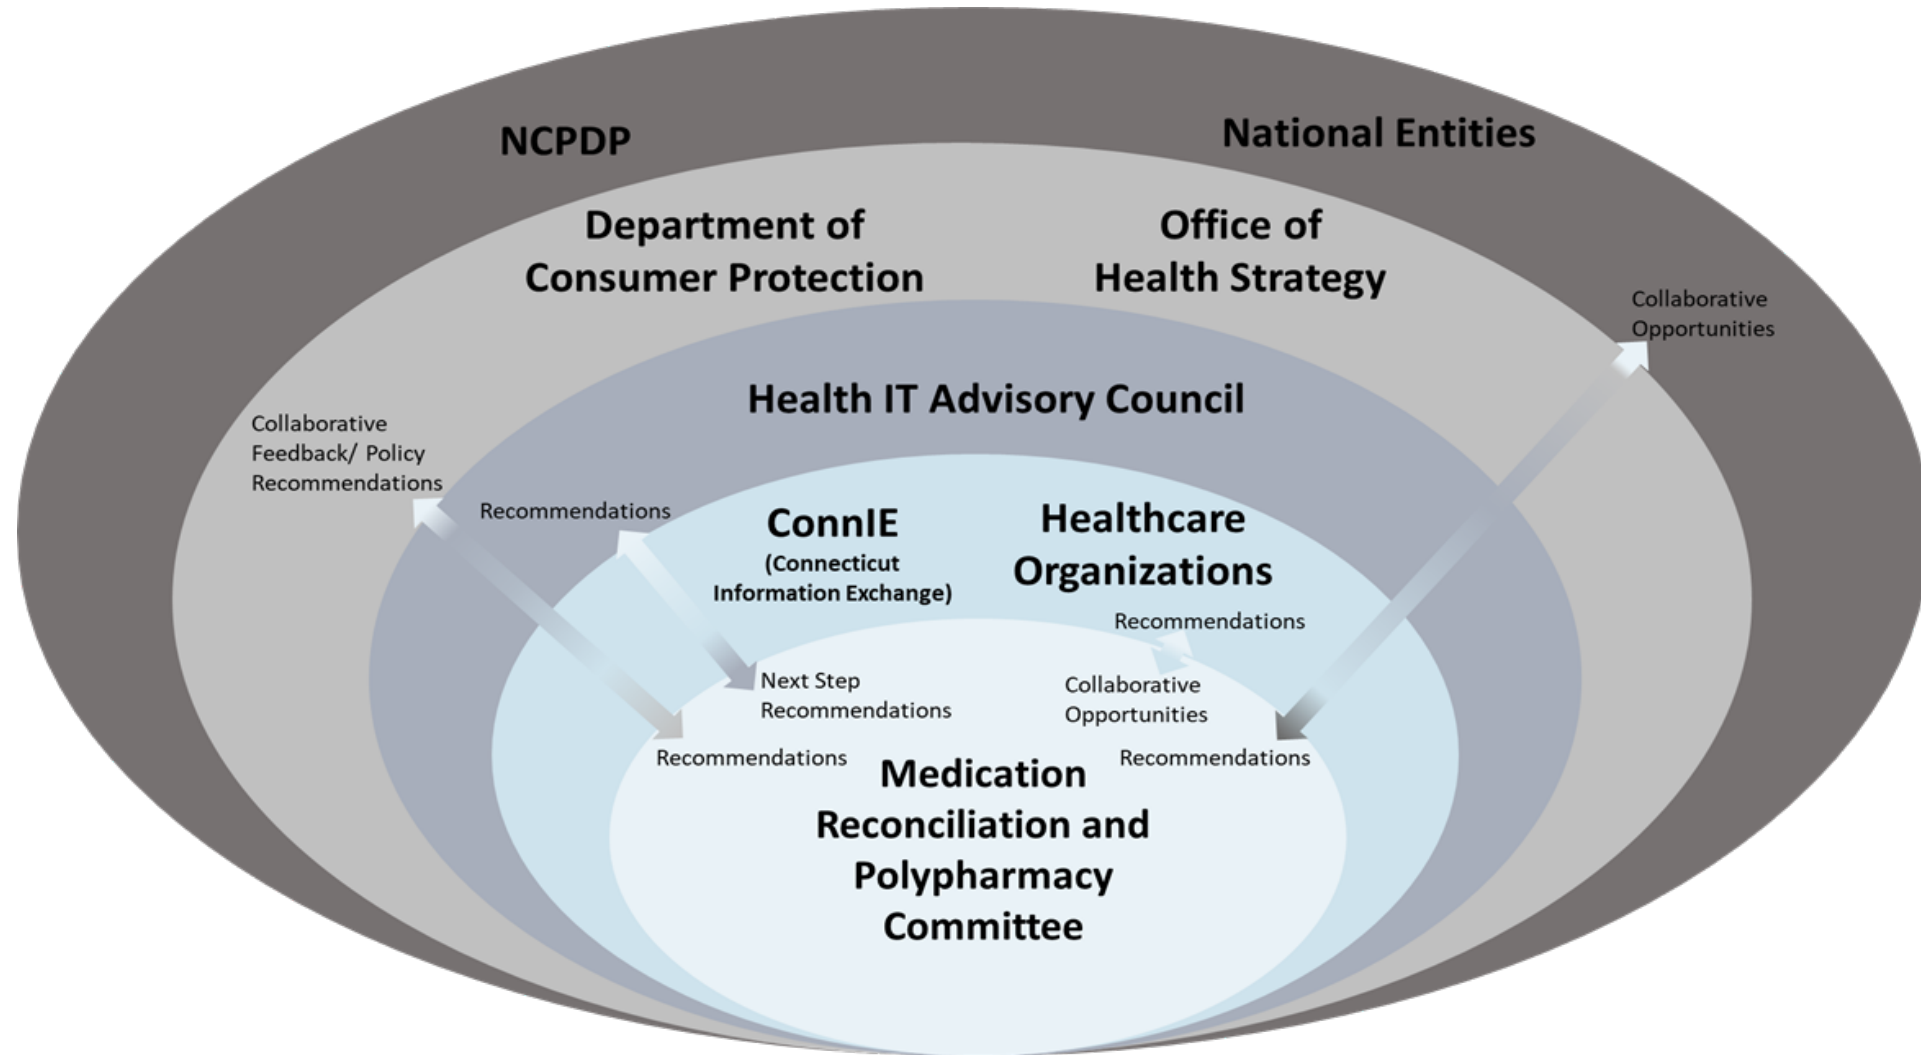 NCPDP
National Entities
Department of
Consumer Protection
Office of
Health Strategy
Collaborative
Opportunities
Health IT Advisory Council
Collaborative
Feedback/ Policy
Recommendations
Recommendations
ConnIE
(Connecticut
Information Exchange)
Healthcare
Organizations
Recommendations
Next Step
Recommendations
Collaborative
Opportunities
Recommendations
Recommendations
Medication
Reconciliation and
Polypharmacy
Committee